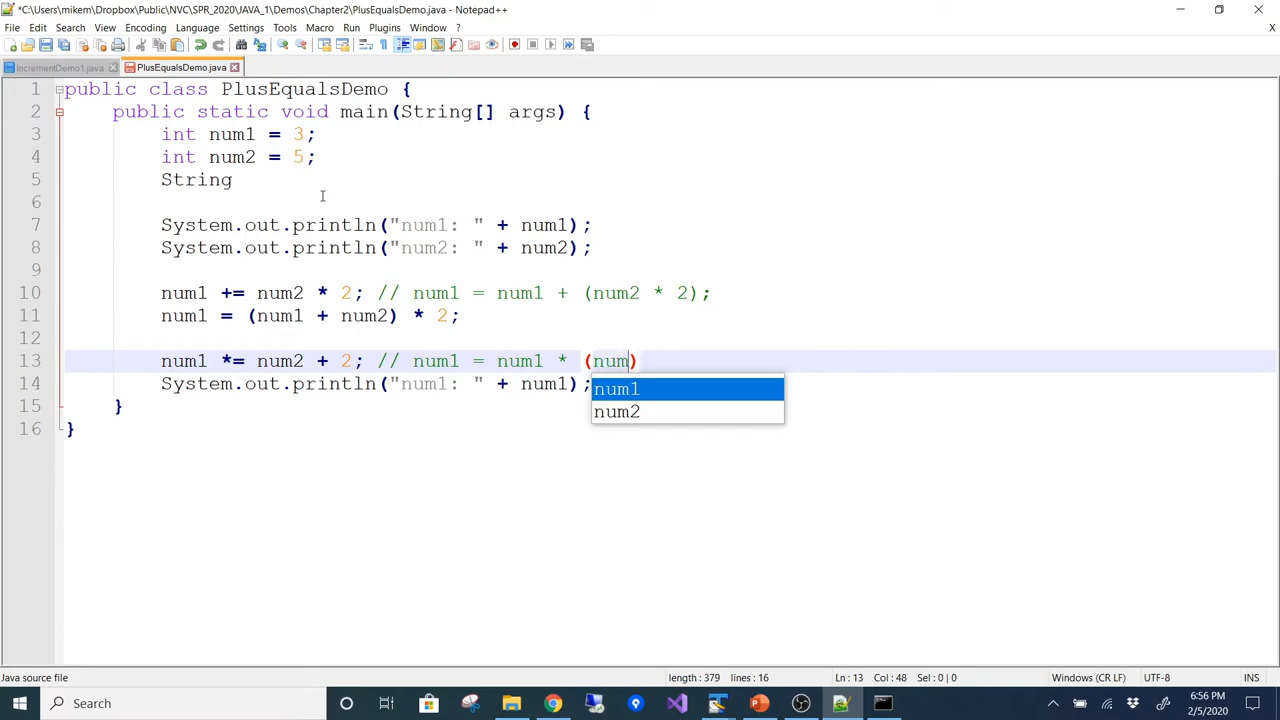 *C:\Users\mikem\Dropbox\Public\NVC\SPR_2020\JAVA_1\Demos\Chapter2\PlusEqualsDemo.java - Notepad++
File Edit Search View Encoding Language Settings Tools Macro Run Plugins Window ? X
IncrementDemo1.java PlusEqualsDemo.java
1 public class PlusEqualsDemo {
2 public static void main(String[] args) {
3 int num1 = 3;
4 int num2 = 5;
5 String
6
7 System.out.println("num1: " + num1);
8 System.out.println("num2: " + num2);
9
10 num1 += num2 * 2; // num1 = num1 + (num2 * 2);
11 num1 = (num1 + num2) * 2;
12
13 num1 *= num2 + 2; // num1 = num1 * (num)
14 System.out.println("num1: " + num1);
num1
15 }
num2
16 }
Java source file length : 379 lines : 16 Ln : 13 Col : 48 Sel : 0 | 0 Windows (CR LF) UTF-8 INS
Search
6:56 PM
2/5/2020